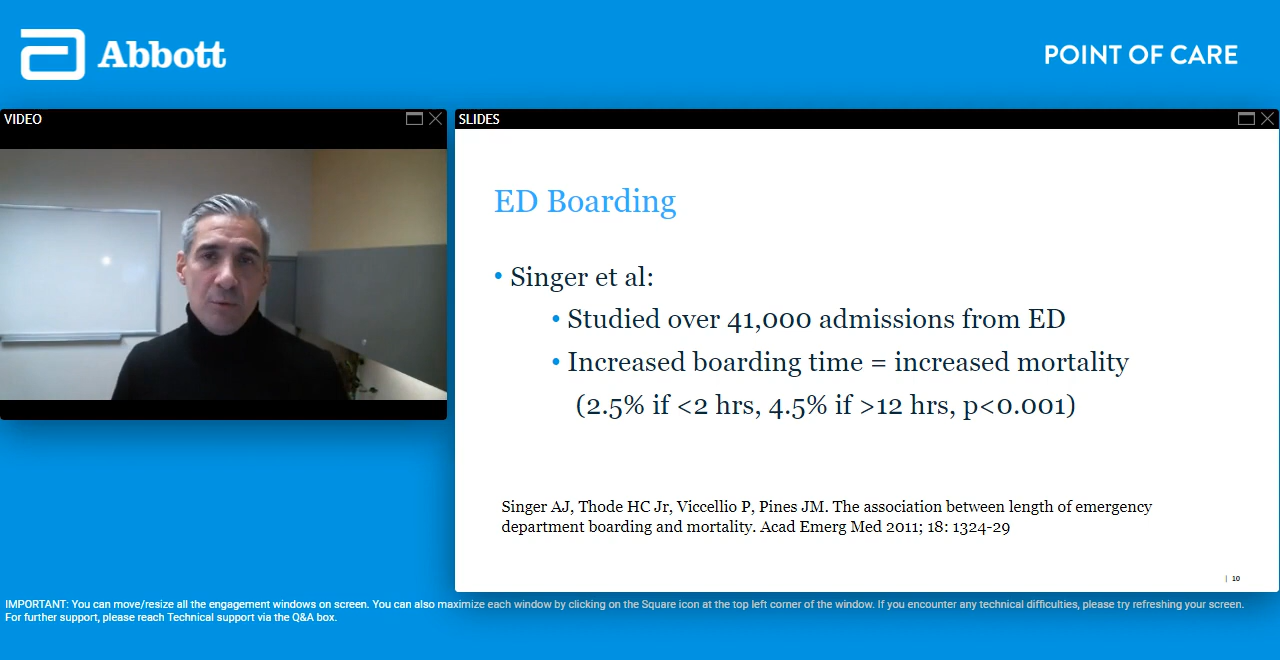 Abbott
POINT OF CARE
VIDEO
SLIDES
ED Boarding
• Singer et al:
• Studied over 41,000 admissions from ED
• Increased boarding time = increased mortality
(2.5% if <2 hrs, 4.5% if >12 hrs, p<0.001)
Singer AJ, Thode HC Jr, Viccellio P, Pines JM. The association between length of emergency
department boarding and mortality. Acad Emerg Med 2011; 18: 1324-29
| 10
IMPORTANT: You can move/resize all the engagement windows on screen. You can also maximize each window by clicking on the Square icon at the top left corner of the window. If you encounter any technical difficulties, please try refreshing your screen.
For further support, please reach Technical support via the Q&A box.